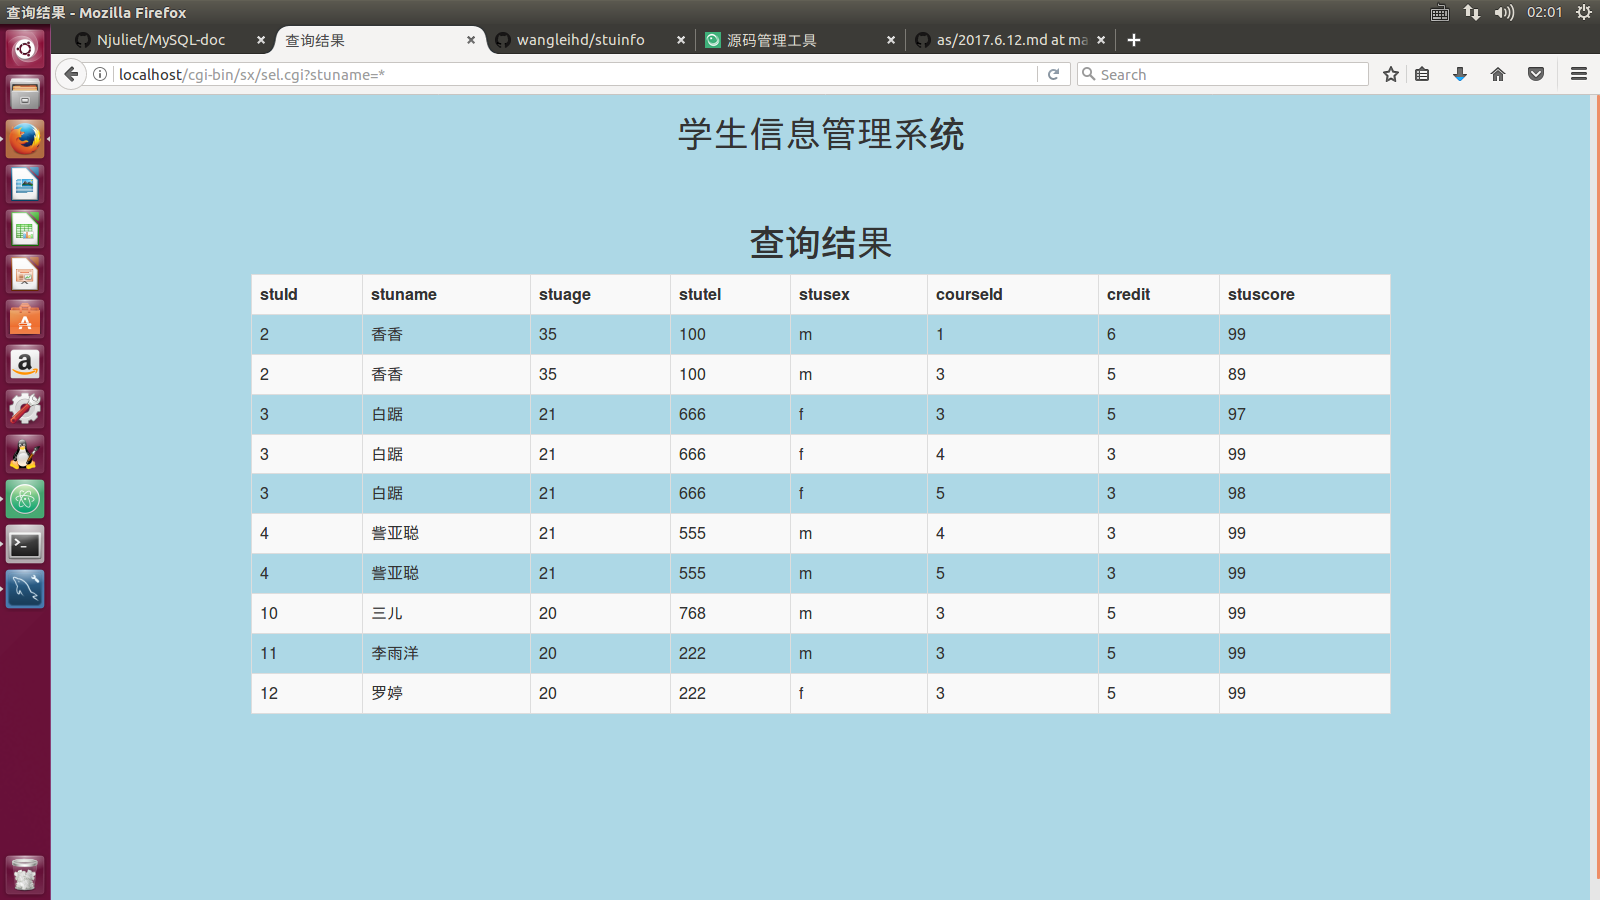 查询结果 - Mozilla Firefox 02:01
Njuliet/MySQL-doc 查询结果 wangleihd/stuinfo 源码管理工具 as/2017.6.12.md at ma
localhost/cgi-bin/sx/sel.cgi?stuname=* Search
学生信息管理系统
查询结果
stuId stuname stuage stutel stusex courseId credit stuscore
2 香香 35 100 m 1 6 99
2 香香 35 100 m 3 5 89
3 白踞 21 666 f 3 5 97
3 白踞 21 666 f 4 3 99
3 白踞 21 666 f 5 3 98
4 訾亚聪 21 555 m 4 3 99
4 訾亚聪 21 555 m 5 3 99
10 三儿 20 768 m 3 5 99
11 李雨洋 20 222 m 3 5 99
12 罗婷 20 222 f 3 5 99